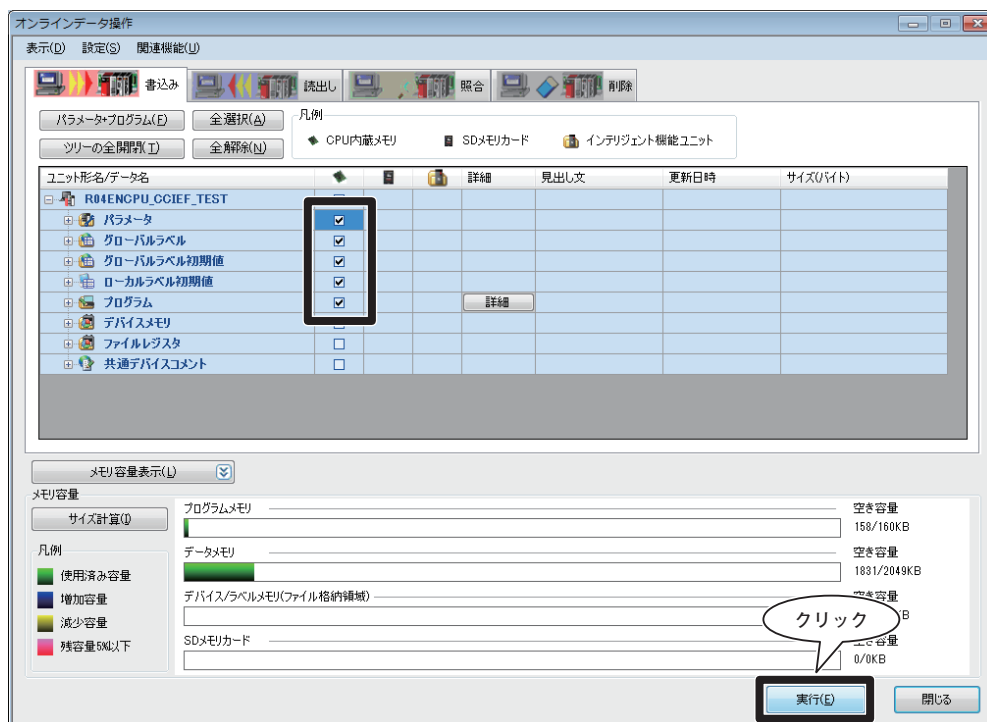 オンラインデータ操作
表示(D) 設定(S) 関連機能(U)
書込み 読出し 照合 削除
パラメータ+プログラム(F) 全選択(A) 凡例
ツリーの全開閉(T) 全解除(N) CPU内蔵メモリ SDメモリカード インテリジェント機能ユニット
ユニット形名/データ名 詳細 見出し文 更新日時 サイズ(バイト)
R04ENCPU_CCIEF_TEST
パラメータ
グローバルラベル
グローバルラベル初期値
ローカルラベル初期値
プログラム 詳細
デバイスメモリ
ファイルレジスタ
共通デバイスコメント
メモリ容量表示(L)
メモリ容量
サイズ計算(I)
プログラムメモリ 空き容量
158/160KB
凡例
使用済み容量
増加容量
減少容量
残容量5%以下
データメモリ 空き容量
1831/2049KB
デバイス/ラベルメモリ(ファイル格納領域) 空き容量
クリック
SDメモリカード 空き容量
0/0KB
実行(E) 閉じる